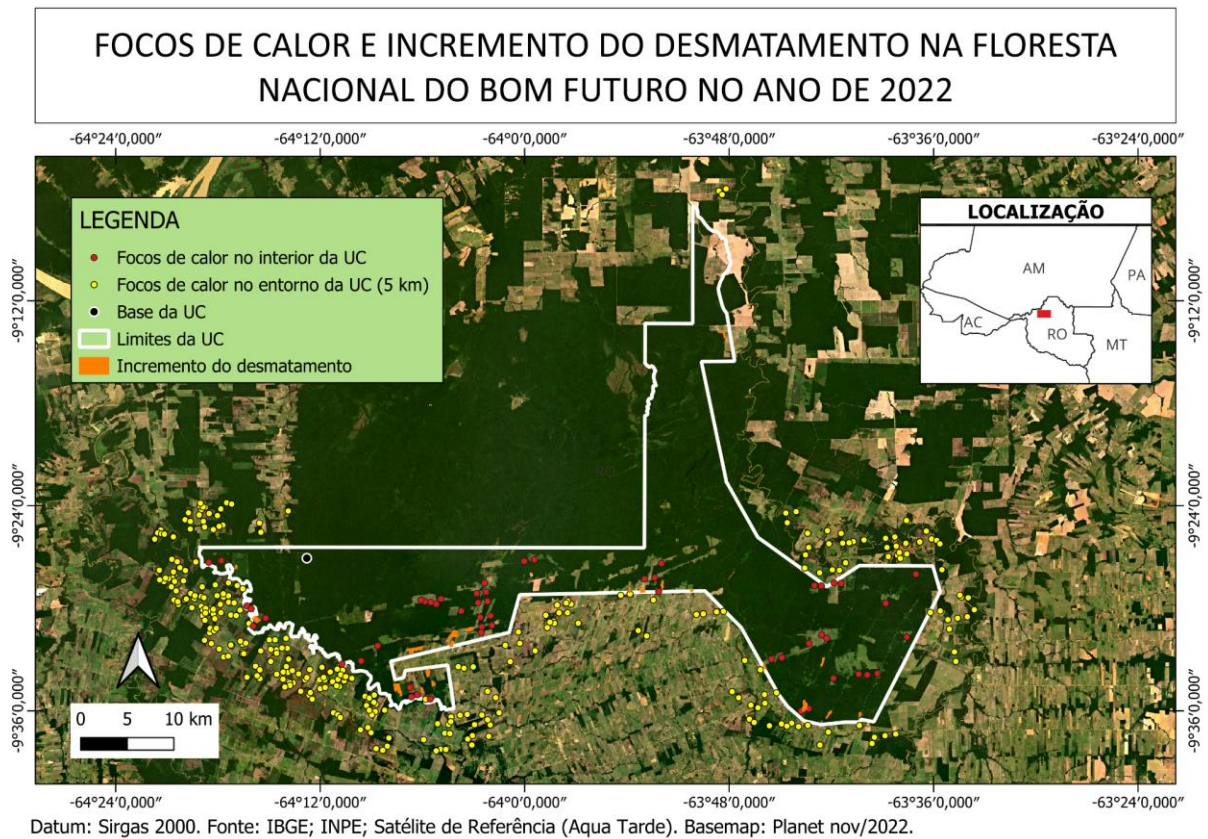 FOCOS DE CALOR E INCREMENTO DO DESMATAMENTO NA FLORESTA
NACIONAL DO BOM FUTURO NO ANO DE 2022
-64°24′0,000″ -64°12′0,000″ -64°0′0,000″ -63°48′0,000″ -63°36′0,000″ -63°24′0,000″
LEGENDA
Focos de calor no interior da UC
Focos de calor no entorno da UC (5 km)
Base da UC
Limites da UC
Incremento do desmatamento
LOCALIZAÇÃO
AM
PA
AC
RO
MT
-9°12′0,000″ -9°12′0,000″
RO
-9°24′0,000″ -9°24′0,000″
-9°36′0,000″ -9°36′0,000″
0 5 10 km
-64°24′0,000″ -64°12′0,000″ -64°0′0,000″ -63°48′0,000″ -63°36′0,000″ -63°24′0,000″
Datum: Sirgas 2000. Fonte: IBGE; INPE; Satélite de Referência (Aqua Tarde). Basemap: Planet nov/2022.